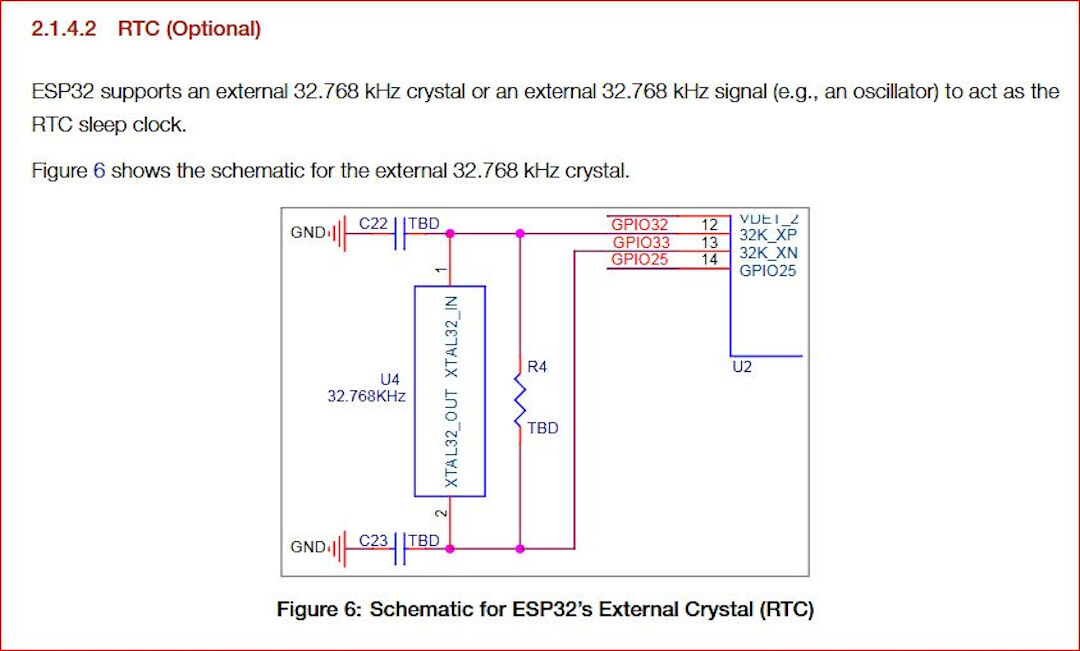 2.1.4.2 RTC (Optional)
ESP32 supports an external 32.768 kHz crystal or an external 32.768 kHz signal (e.g., an oscillator) to act as the
RTC sleep clock.
Figure 6 shows the schematic for the external 32.768 kHz crystal.
GND C22 TBD
GPIO32 12 VDET_2
GPIO33 13 32K_XP
GPIO25 14 32K_XN
GPIO25
1
XTAL32_IN
XTAL32_OUT
U4
32.768KHz
R4
TBD
U2
2
GND C23 TBD
Figure 6: Schematic for ESP32's External Crystal (RTC)